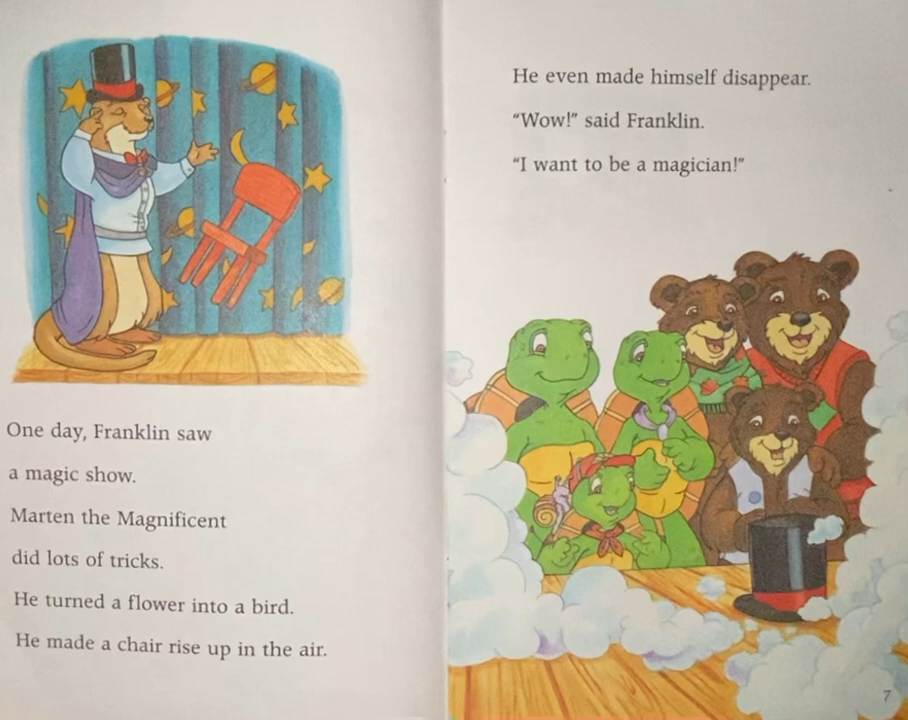 One day, Franklin saw
a magic show.
Marten the Magnificent
did lots of tricks.
He turned a flower into a bird.
He made a chair rise up in the air.
He even made himself disappear.
“Wow!” said Franklin.
“I want to be a magician!”
7